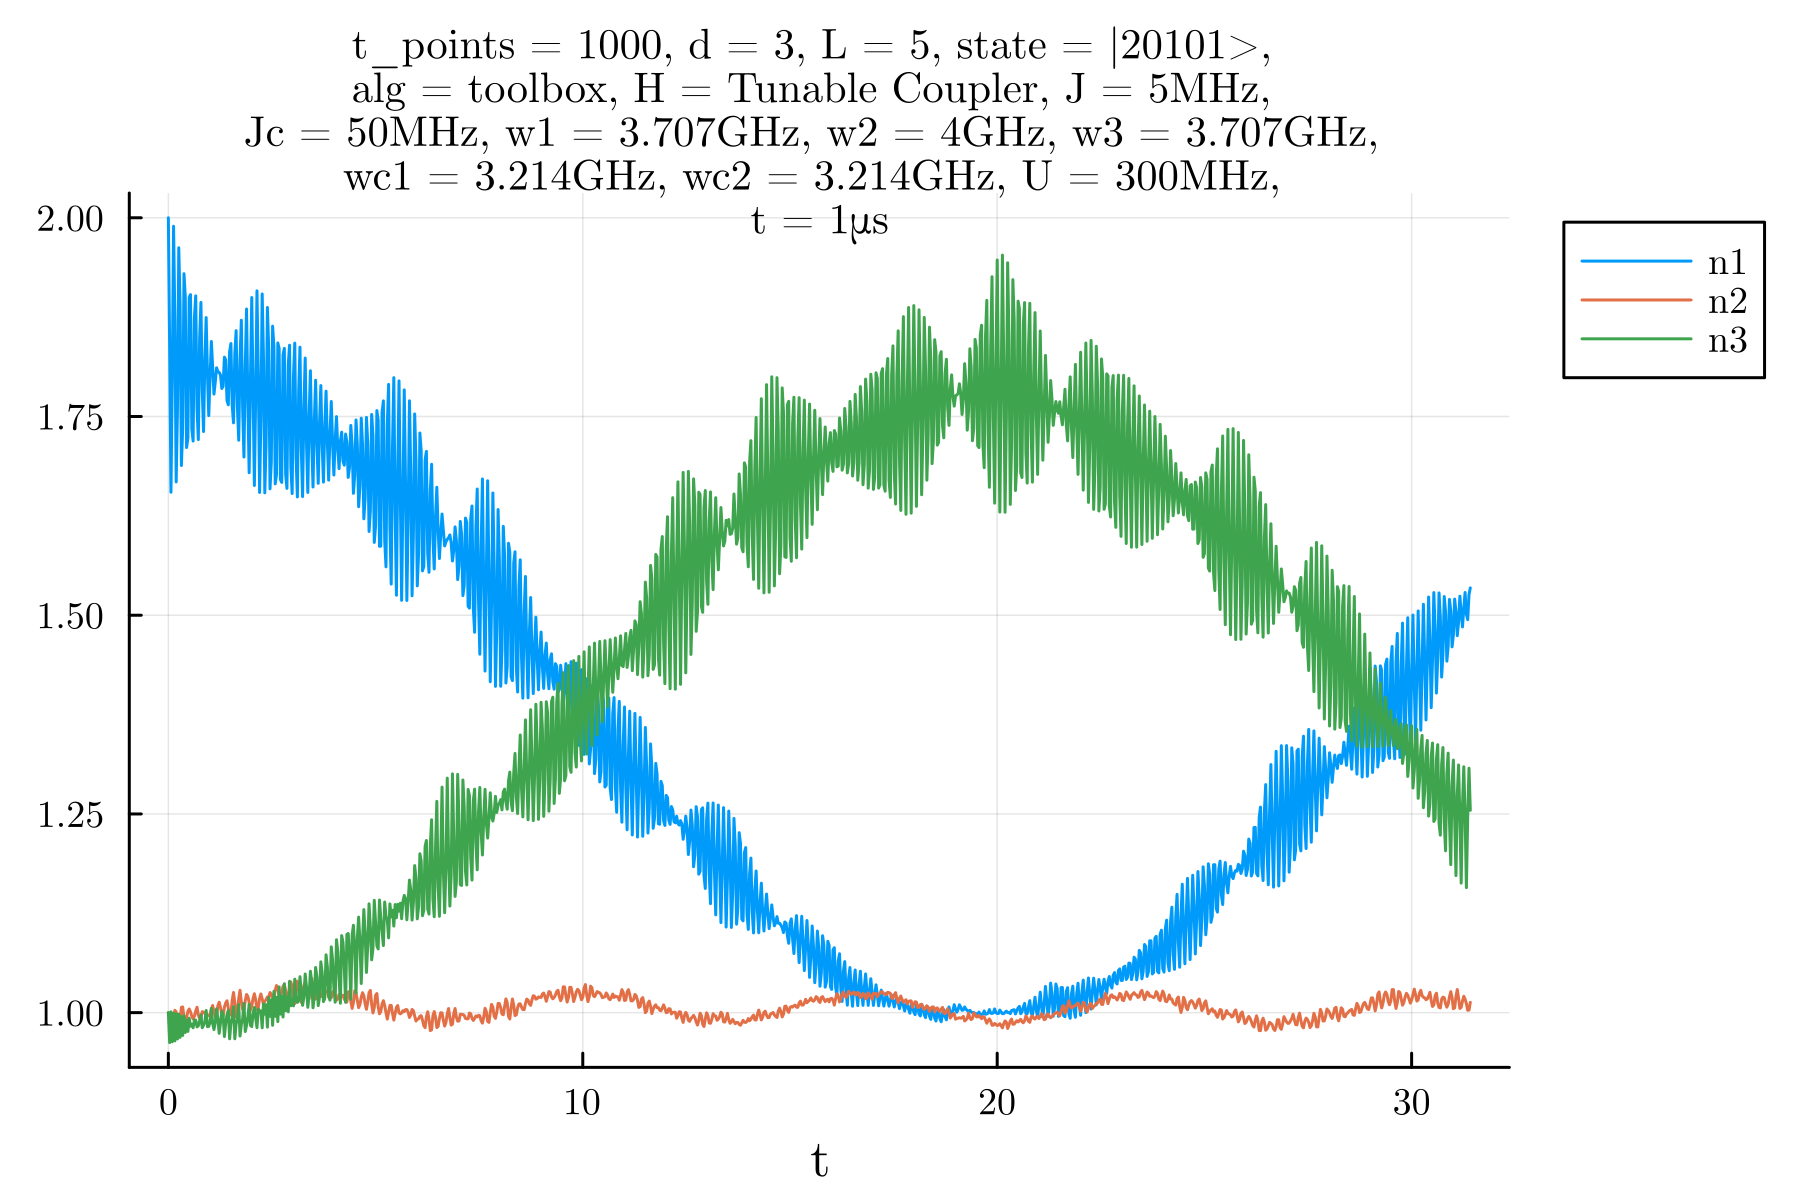 t_points = 1000, d = 3, L = 5, state = |20101>,
alg = toolbox, H = Tunable Coupler, J = 5MHz,
Jc = 50MHz, w1 = 3.707GHz, w2 = 4GHz, w3 = 3.707GHz,
wc1 = 3.214GHz, wc2 = 3.214GHz, U = 300MHz,
t = 1μs
2.00
1.75
1.50
1.25
1.00
0
10
20
30
t
n1
n2
n3